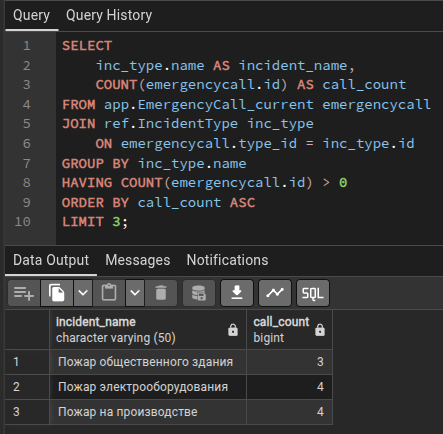 Query Query History
1 SELECT
2 inc_type.name AS incident_name,
3 COUNT(emergencycall.id) AS call_count
4 FROM app.EmergencyCall_current emergencycall
5 JOIN ref.IncidentType inc_type
6 ON emergencycall.type_id = inc_type.id
7 GROUP BY inc_type.name
8 HAVING COUNT(emergencycall.id) > 0
9 ORDER BY call_count ASC
10 LIMIT 3;
Data Output Messages Notifications
SQL
incident_name call_count
character varying (50) bigint
1 Пожар общественного здания 3
2 Пожар электрооборудования 4
3 Пожар на производстве 4